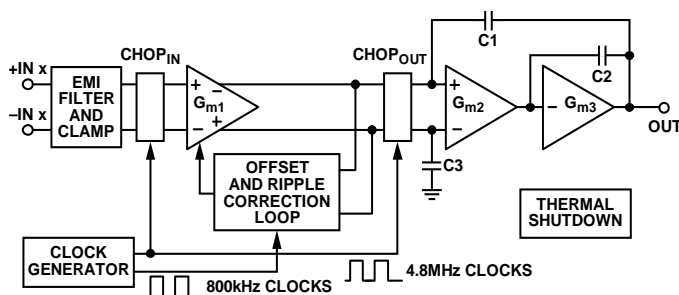 +IN x
–IN x
EMI
FILTER
AND
CLAMP
CHOPIN
+
–
–
+
Gm1
CHOPOUT
C1
+
–
Gm2
C2
–
Gm3
OUT
C3
OFFSET
AND RIPPLE
CORRECTION
LOOP
THERMAL
SHUTDOWN
CLOCK
GENERATOR
800kHz CLOCKS
4.8MHz CLOCKS